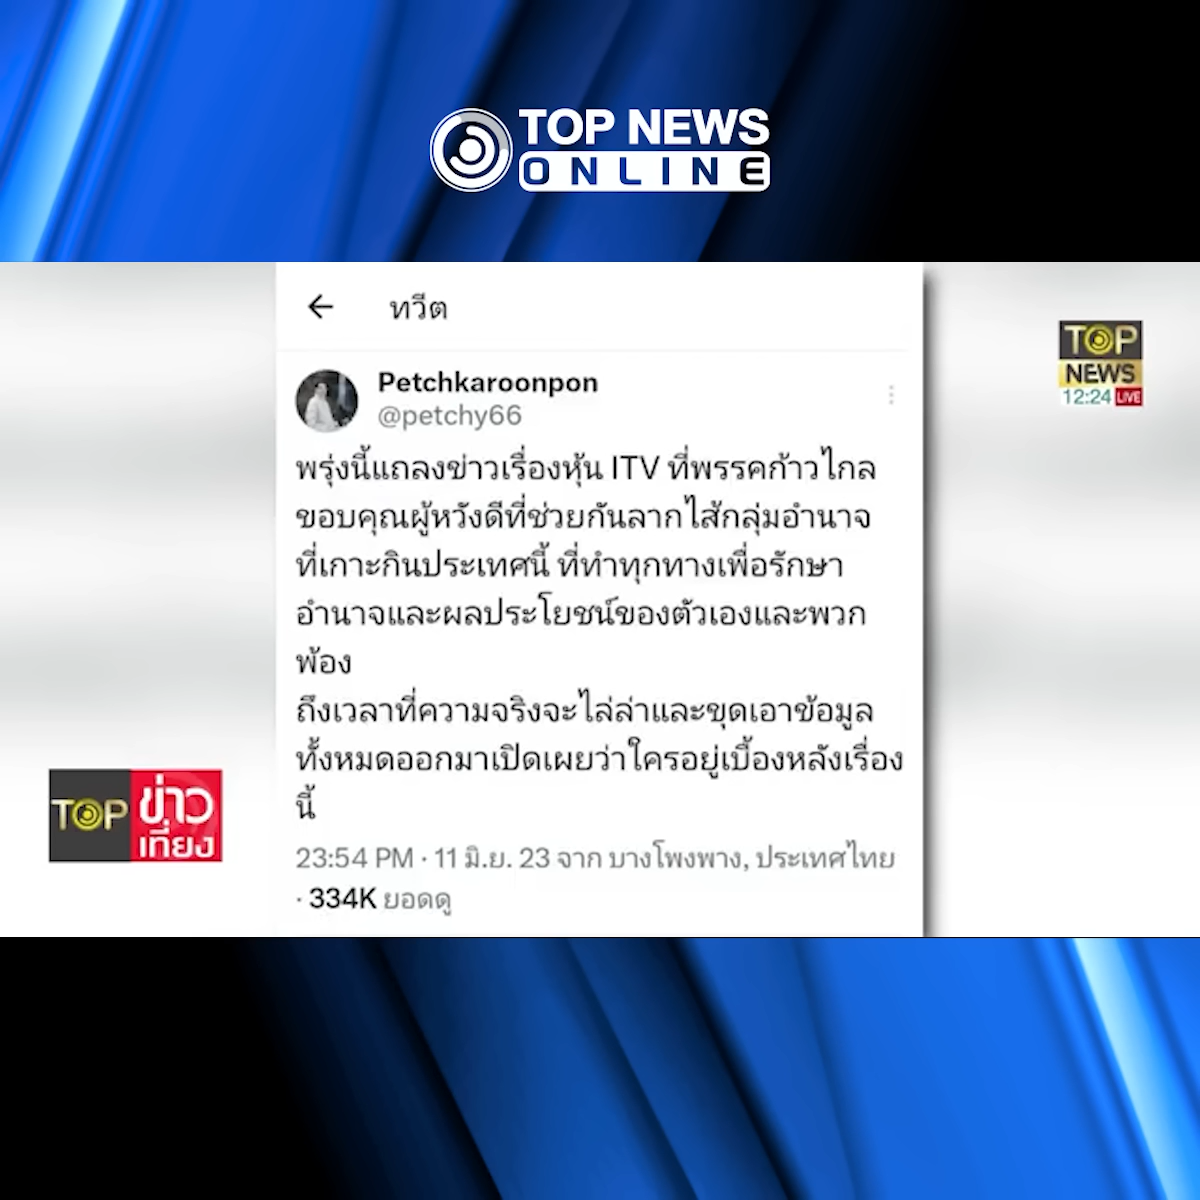 TOP NEWS
ONLINE
ทวีต
TOP
NEWS
12:24 LIVE
Petchkaroonpon
@petchy66
พรุ่งนี้แถลงข่าวเรื่องหุ้น ITV ที่พรรคก้าวไกล
ขอบคุณผู้หวังดีที่ช่วยกันลากไส้กลุ่มอำนาจ
ที่เกาะกินประเทศนี้ ที่ทำทุกทางเพื่อรักษา
อำนาจและผลประโยชน์ของตัวเองและพวก
พ้อง
ถึงเวลาที่ความจริงจะไล่ล่าและขุดเอาข้อมูล
ทั้งหมดออกมาเปิดเผยว่าใครอยู่เบื้องหลังเรื่อง
นี้
TOP ข่าว
เที่ยง
23:54 PM · 11 มิ.ย. 23 จาก บางโพงพาง, ประเทศไทย
· 334K ยอดดู